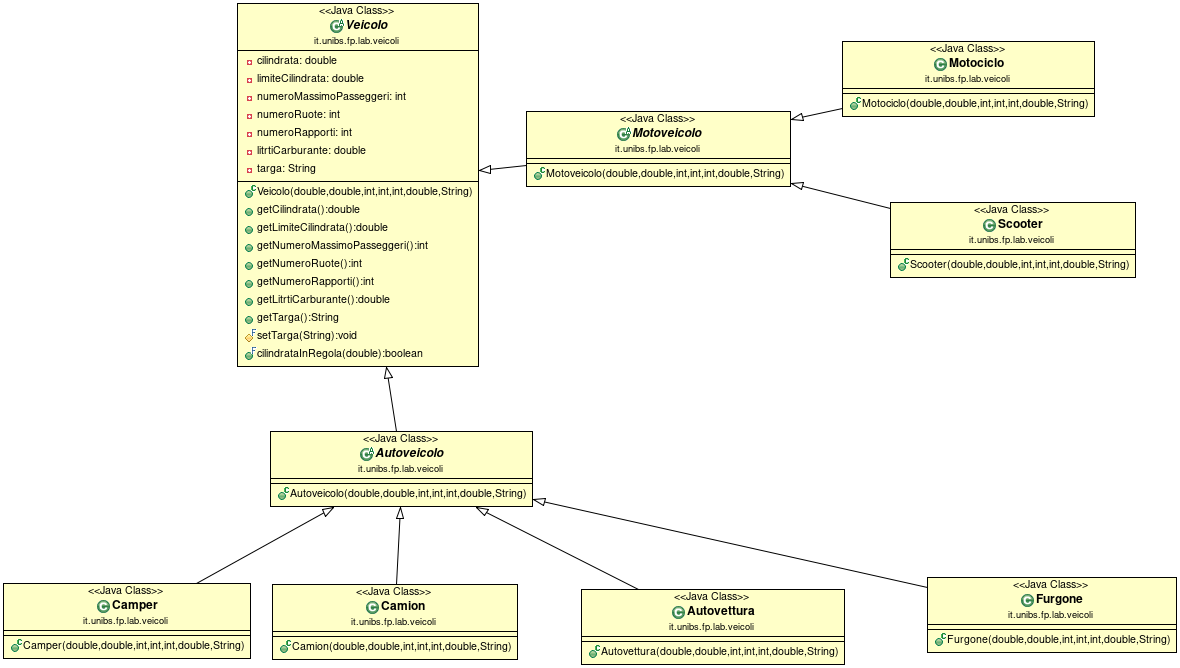 <<Java Class>>
Veicolo
it.unibs.fp.lab.veicoli
cilindrata: double
limiteCilindrata: double
numeroMassimoPasseggeri: int
numeroRuote: int
numeroRapporti: int
litrtiCarburante: double
targa: String
Veicolo(double,double,int,int,int,double,String)
getCilindrata():double
getLimiteCilindrata():double
getNumeroMassimoPasseggeri():int
getNumeroRuote():int
getNumeroRapporti():int
getLitrtiCarburante():double
getTarga():String
setTarga(String):void
cilindrataInRegola(double):boolean
<<Java Class>>
Motoveicolo
it.unibs.fp.lab.veicoli
Motoveicolo(double,double,int,int,int,double,String)
<<Java Class>>
Motociclo
it.unibs.fp.lab.veicoli
Motociclo(double,double,int,int,int,double,String)
<<Java Class>>
Scooter
it.unibs.fp.lab.veicoli
Scooter(double,double,int,int,int,double,String)
<<Java Class>>
Autoveicolo
it.unibs.fp.lab.veicoli
Autoveicolo(double,double,int,int,int,double,String)
<<Java Class>>
Camper
it.unibs.fp.lab.veicoli
Camper(double,double,int,int,int,double,String)
<<Java Class>>
Camion
it.unibs.fp.lab.veicoli
Camion(double,double,int,int,int,double,String)
<<Java Class>>
Autovettura
it.unibs.fp.lab.veicoli
Autovettura(double,double,int,int,int,double,String)
<<Java Class>>
Furgone
it.unibs.fp.lab.veicoli
Furgone(double,double,int,int,int,double,String)